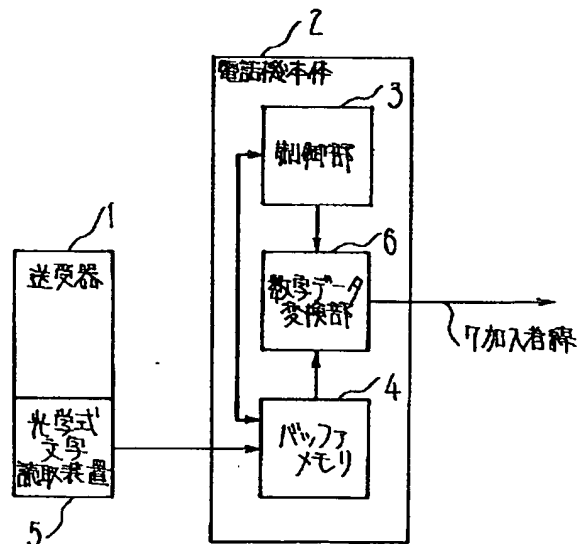 2
電話機本体
3
制御部
1
送受器
6
数字データ
変換部
7加入者線
4
バッファ
メモリ
光学式
文字
読取装置
5